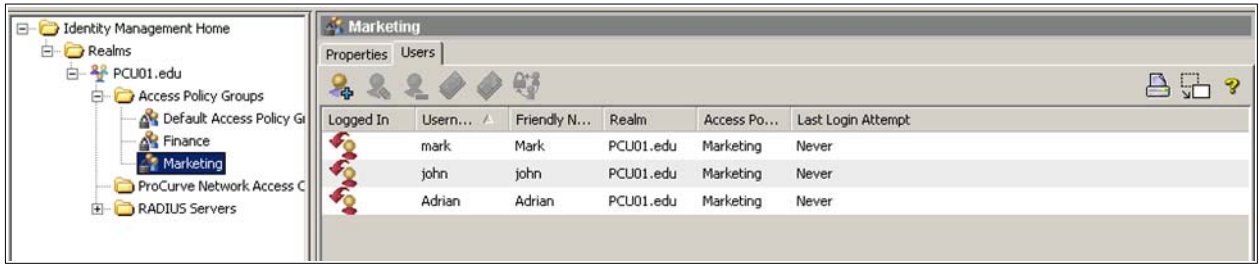 Identity Management Home
Realms
PCU01.edu
Access Policy Groups
Default Access Policy Gr
Finance
Marketing
ProCurve Network Access C
RADIUS Servers
Marketing
Properties Users
Logged In Usern... Friendly N... Realm Access Po... Last Login Attempt
mark Mark PCU01.edu Marketing Never
john john PCU01.edu Marketing Never
Adrian Adrian PCU01.edu Marketing Never